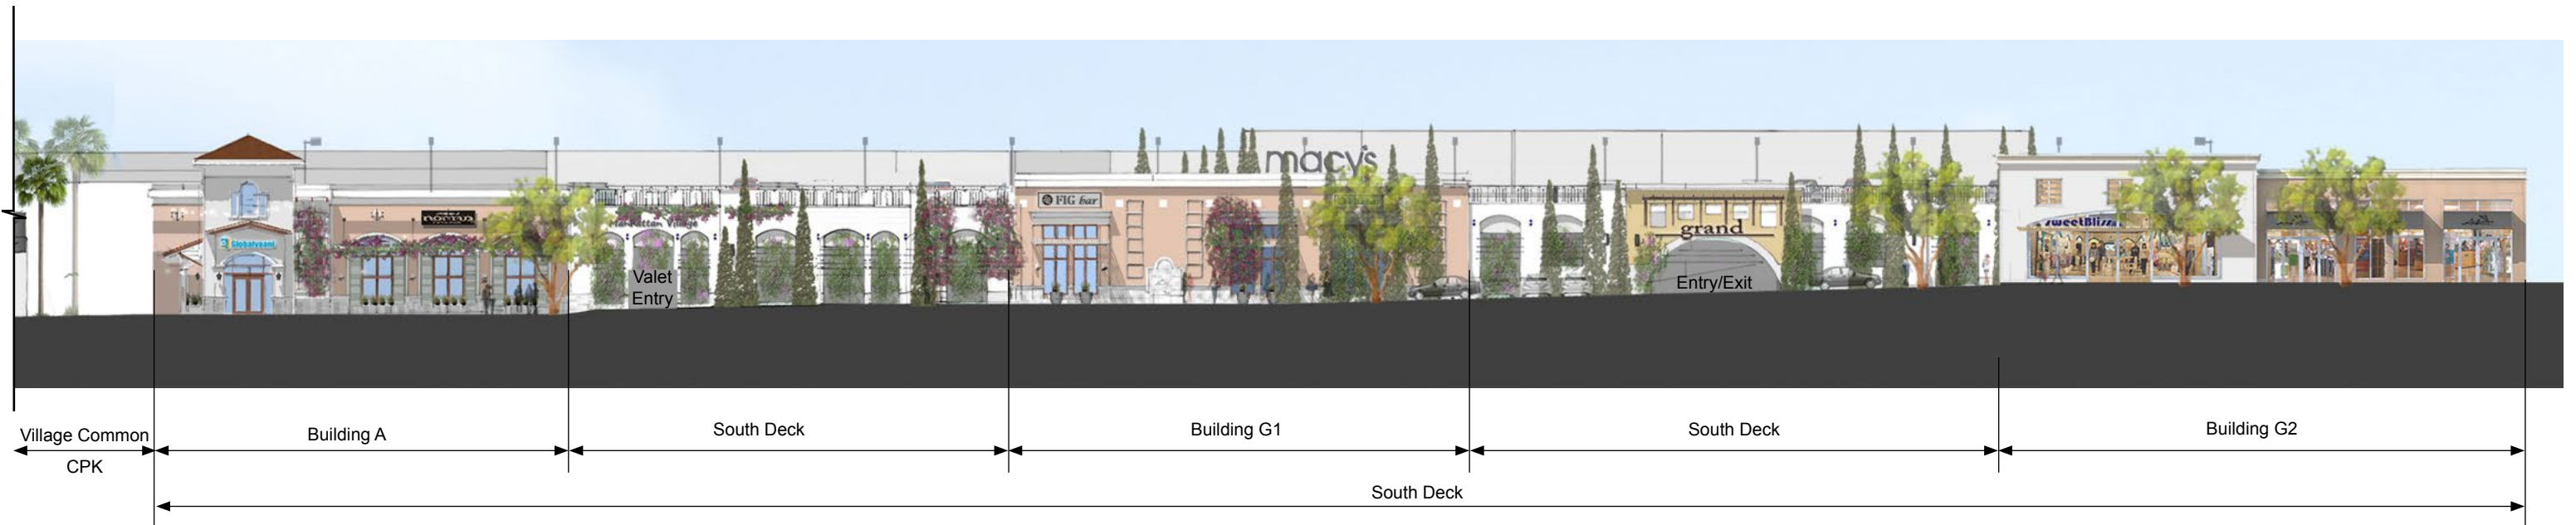 macy's
FIG bar
grand
sweetBliss
Valet
Entry
Entry/Exit
Village Common
CPK
Building A
South Deck
Building G1
South Deck
Building G2
South Deck